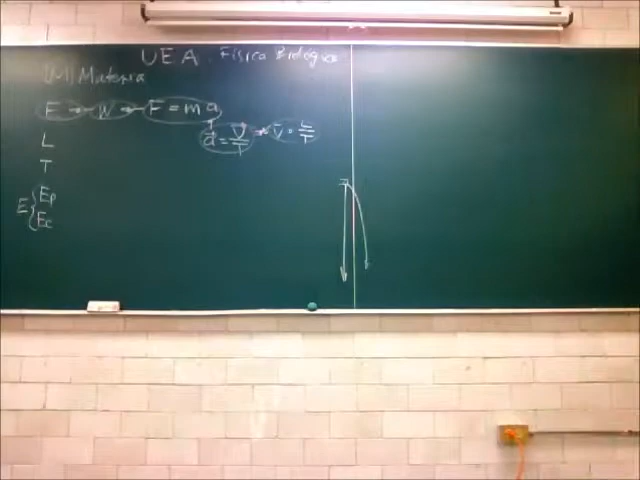 UEA. Física Biológica
[M] Materia
E → W → F = m a
L
a = V/T → V = L/T
T
E { Ep
Ec